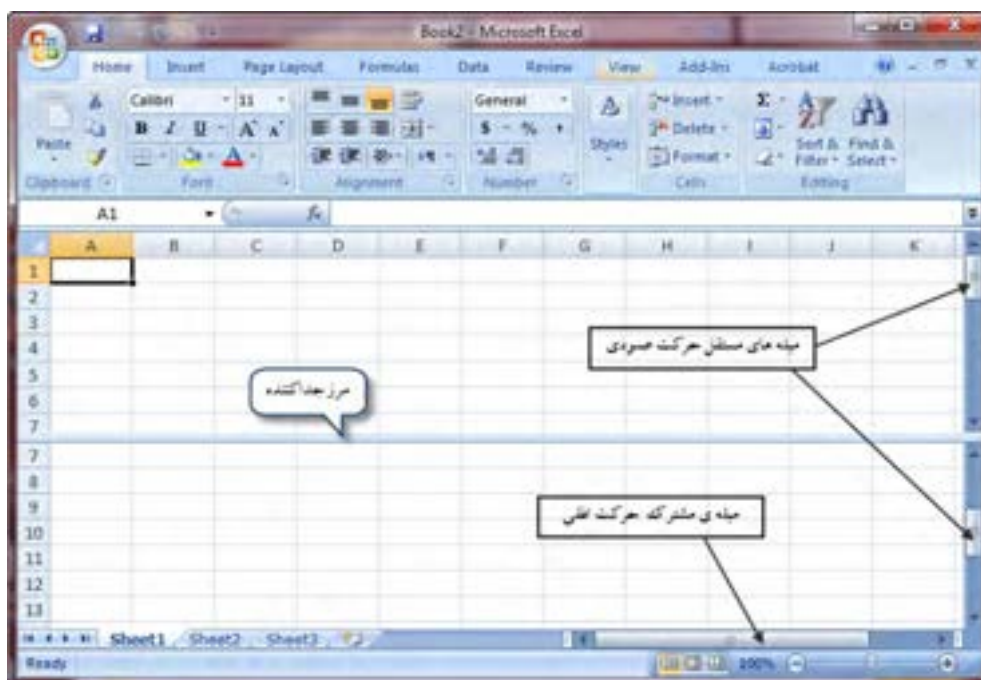 Book2 - Microsoft Excel
Home Insert Page Layout Formulas Data Review View Add-Ins Acrobat
Calibri 11 General Insert Σ
Paste B I U A A $ % , Styles Delete Sort & Find &
A Format Filter Select
Clipboard Font Alignment Number Cells Editing
A1 fx
A B C D E F G H I J K
1
2
3
میله های مستقل حرکت عمودی
4
5
مرز جداکننده
6
7
7
8
9
میله ی مشترک حرکت افقی
10
11
12
13
Sheet1 Sheet2 Sheet3
Ready 100%